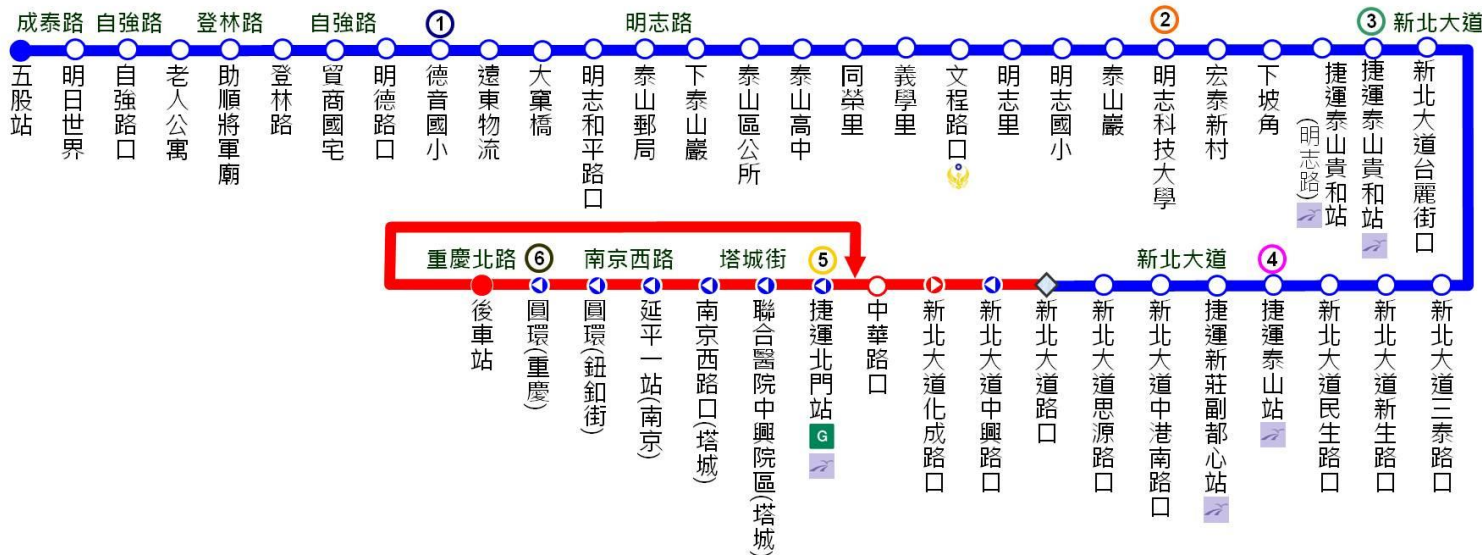 成泰路
自強路
登林路
自強路
1
明志路
2
3
新北大道
五股站
明日世界
自強路口
老人公寓
助順將軍廟
登林路
貿商國宅
明德路口
德音國小
遠東物流
大窠橋
明志和平路口
泰山郵局
下泰山巖
泰山區公所
泰山高中
同榮里
義學里
文程路口
明志里
明志國小
泰山巖
明志科技大學
宏泰新村
下坡角
捷運泰山貴和站
(明志路)
捷運泰山貴和站
新北大道台麗街口
重慶北路
6
南京西路
塔城街
5
新北大道
4
後車站
圓環(重慶)
圓環(鈕釦街)
延平一站(南京)
南京西路口(塔城)
聯合醫院中興院區(塔城)
捷運北門站
G
中華路口
新北大道化成路口
新北大道中興路口
新北大道路口
新北大道思源路口
新北大道中港南路口
捷運新莊副都心站
捷運泰山站
新北大道民生路口
新北大道新生路口
新北大道三泰路口